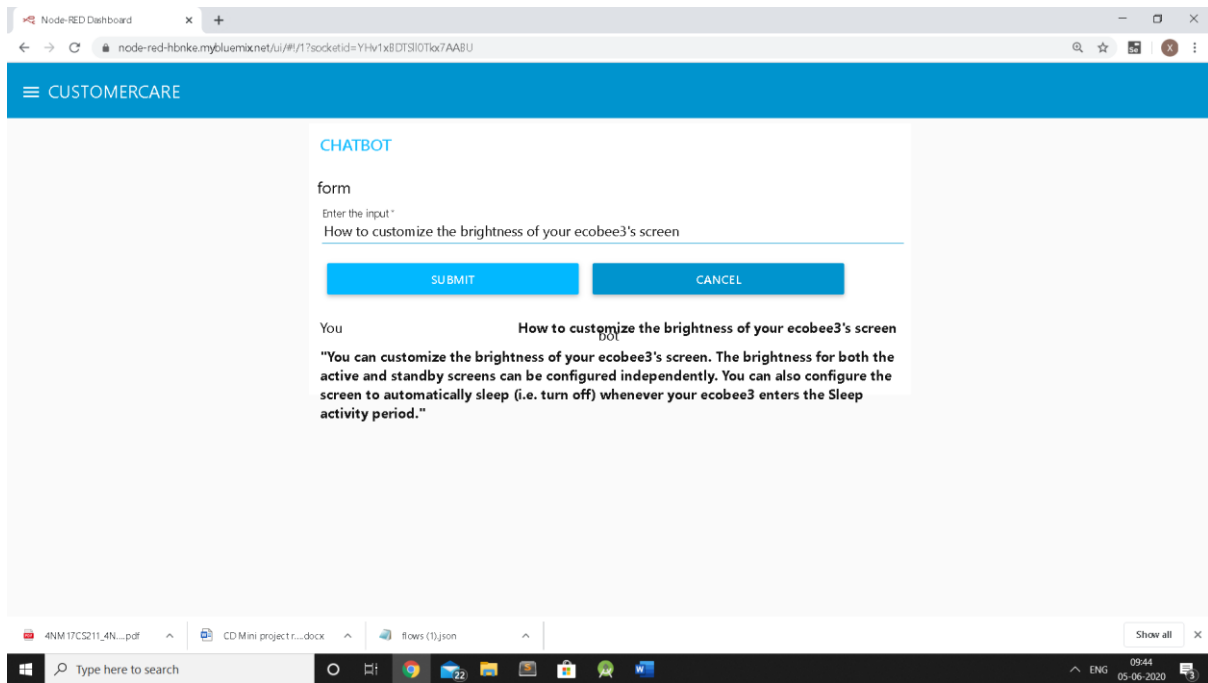 Node-RED Dashboard
node-red-hbnke.mybluemix.net/ui/#!/1?socketid=
X
CUSTOMERCARE
CHATBOT
form
Enter the input *
How to customize the brightness of your ecobee3's screen
SUBMIT CANCEL
You How to customize the brightness of your ecobee3's screen
bot
"You can customize the brightness of your ecobee3's screen. The brightness for both the
active and standby screens can be configured independently. You can also configure the
screen to automatically sleep (i.e. turn off) whenever your ecobee3 enters the Sleep
activity period."
4NM17CS211_4N....pdf CD Mini project r....docx flows (1).json Show all
Type here to search 22 ENG 09:44
05-06-2020 3